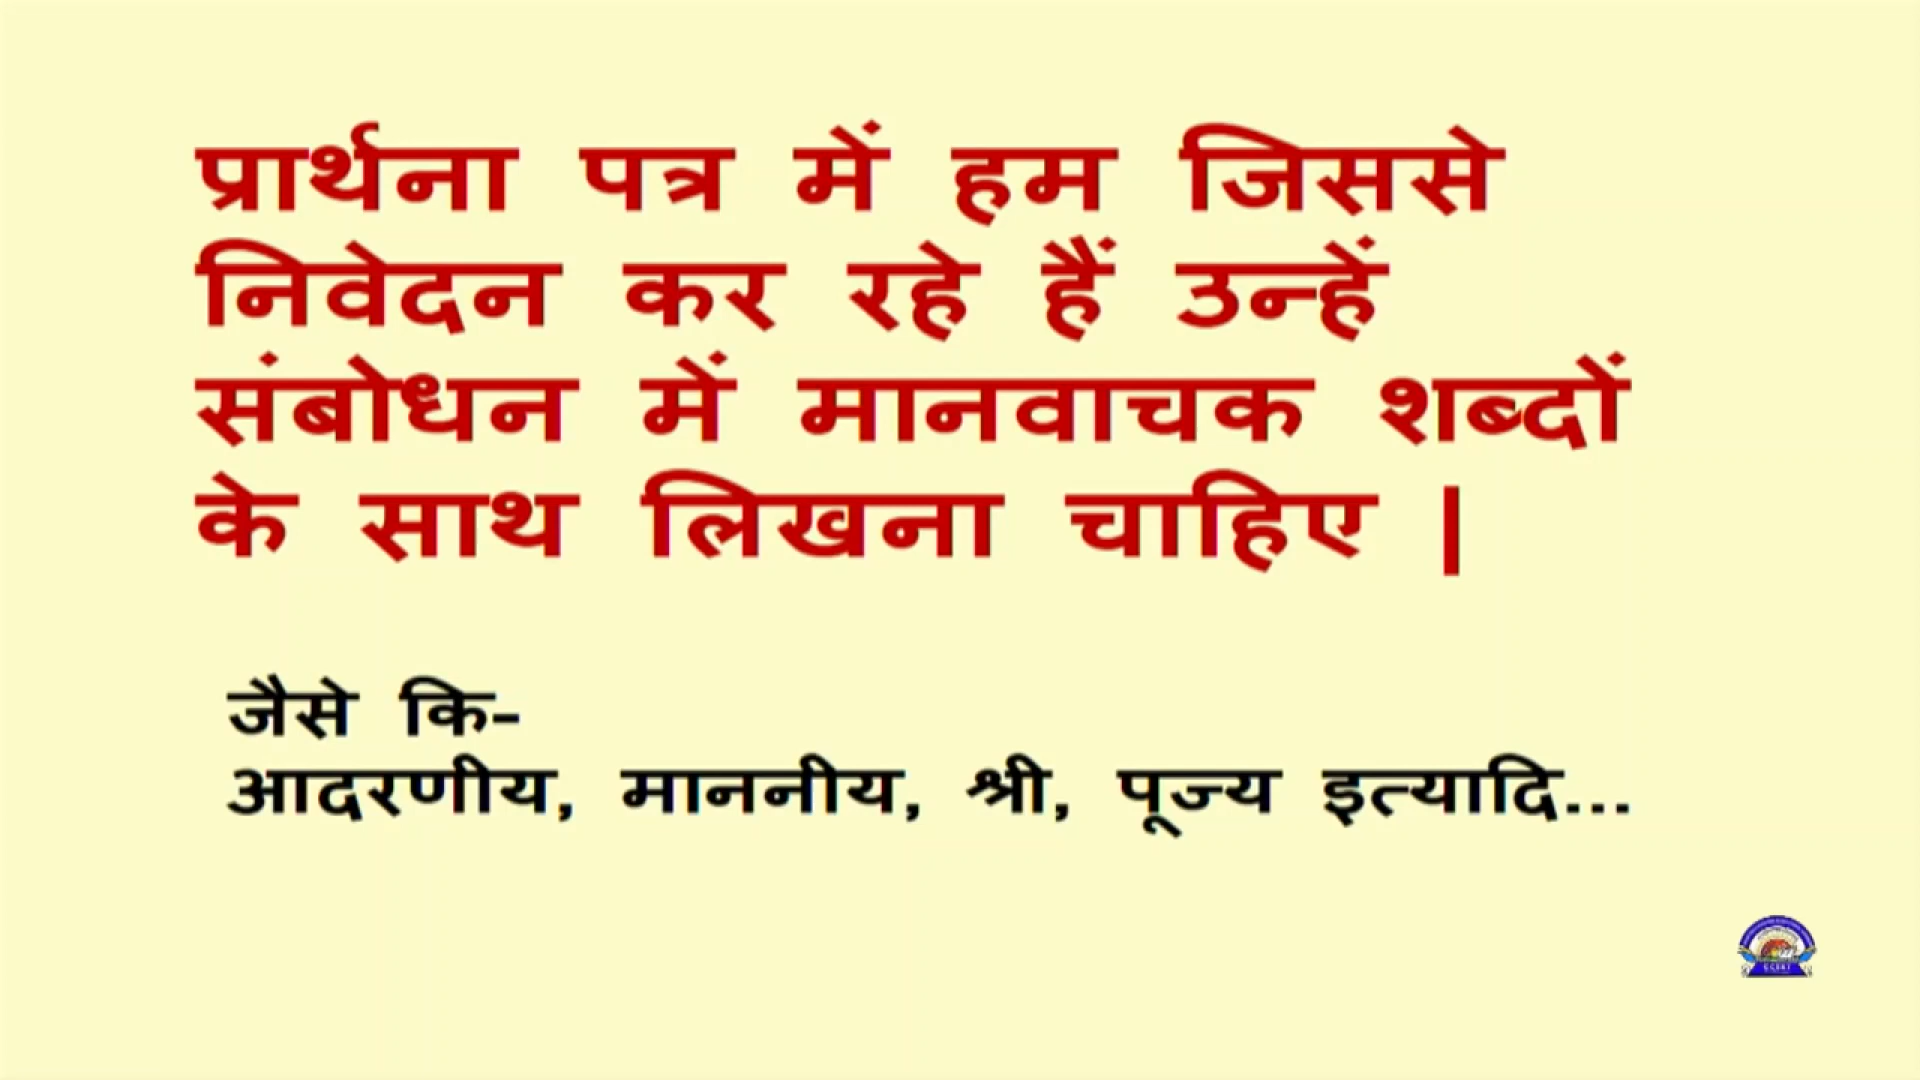 प्रार्थना पत्र में हम जिससे
निवेदन कर रहे हैं उन्हें
संबोधन में मानवाचक शब्दों
के साथ लिखना चाहिए |
जैसे कि-
आदरणीय, माननीय, श्री, पूज्य इत्यादि...